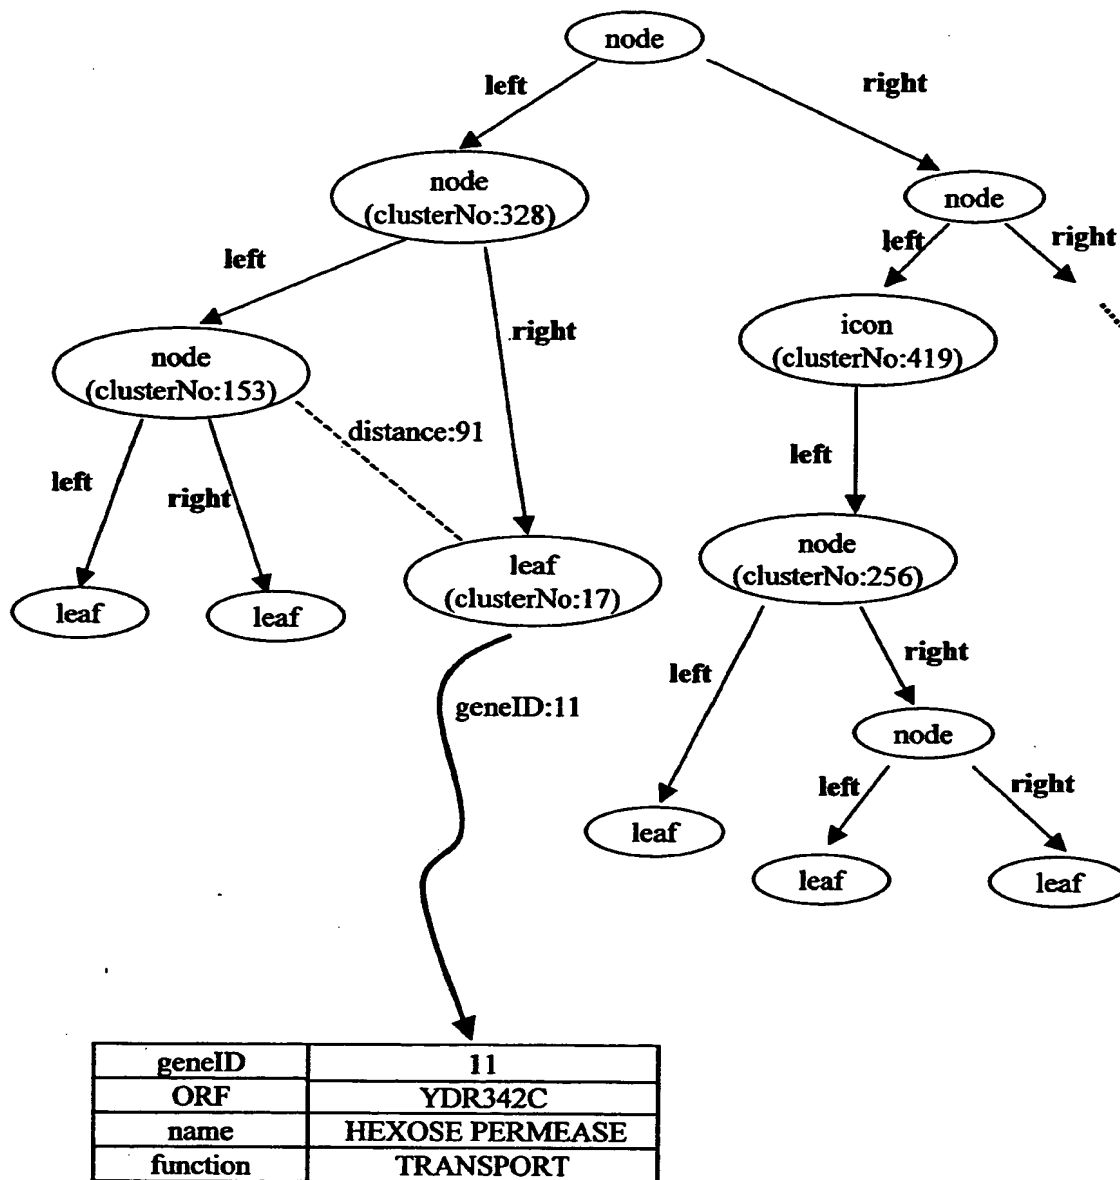 node
left
right
node
(clusterNo:328)
node
left
right
left
right
icon
(clusterNo:419)
node
(clusterNo:153)
distance:91
left
left
right
node
(clusterNo:256)
leaf
(clusterNo:17)
leaf
leaf
left
right
geneID:11
node
left
right
leaf
leaf
leaf
geneID 11
ORF YDR342C
name HEXOSE PERMEASE
function TRANSPORT